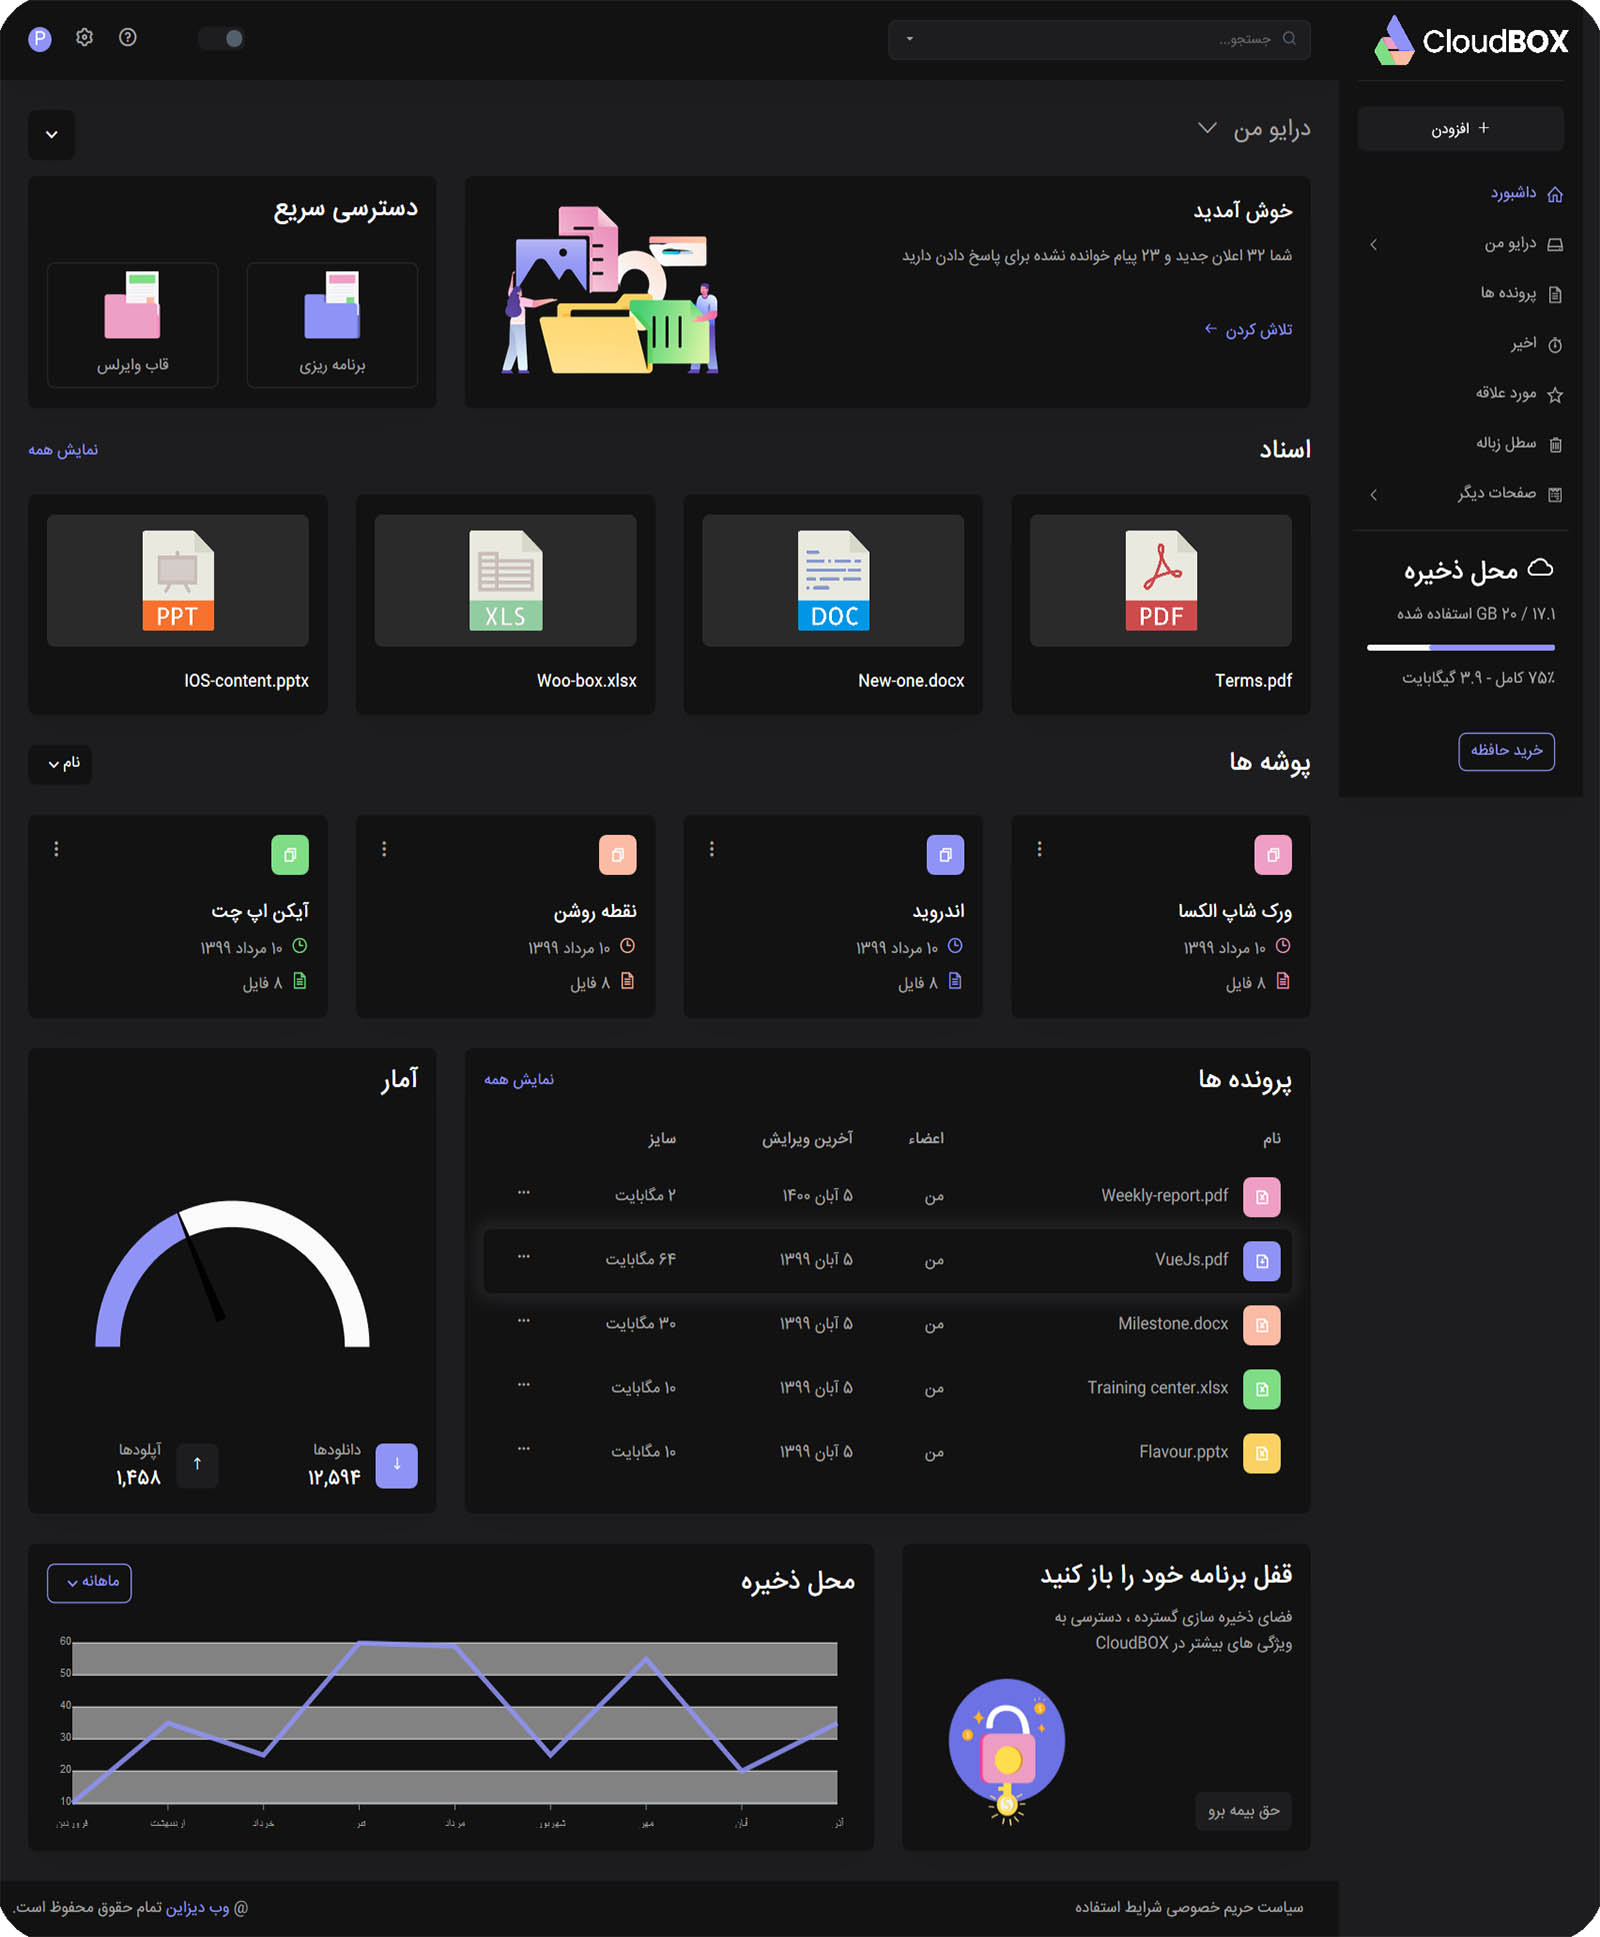 CloudBOX
جستجو...
P
+ افزودن
داشبورد
درایو من
پرونده ها
اخیر
مورد علاقه
سطل زباله
صفحات دیگر
محل ذخیره
۱۷.۱ / ۲۰ GB استفاده شده
۷۵٪ کامل - ۳.۹ گیگابایت
خرید حافظه
درایو من
خوش آمدید
شما ۳۲ اعلان جدید و ۲۳ پیام خوانده نشده برای پاسخ دادن دارید
تلاش کردن ←
دسترسی سریع
برنامه ریزی
قاب وایرلس
اسناد
نمایش همه
PDF
DOC
XLS
PPT
Terms.pdf
New-one.docx
Woo-box.xlsx
IOS-content.pptx
پوشه ها
نام
ورک شاپ الکسا
۱۰ مرداد ۱۳۹۹
۸ فایل
اندروید
۱۰ مرداد ۱۳۹۹
۸ فایل
نقطه روشن
۱۰ مرداد ۱۳۹۹
۸ فایل
آیکن اپ چت
۱۰ مرداد ۱۳۹۹
۸ فایل
پرونده ها
نمایش همه
نام اعضاء آخرین ویرایش سایز
Weekly-report.pdf من ۵ آبان ۱۴۰۰ ۲ مگابایت
VueJs.pdf من ۵ آبان ۱۳۹۹ ۶۴ مگابایت
Milestone.docx من ۵ آبان ۱۳۹۹ ۳۰ مگابایت
Training center.xlsx من ۵ آبان ۱۳۹۹ ۱۰ مگابایت
Flavour.pptx من ۵ آبان ۱۳۹۹ ۱۰ مگابایت
آمار
دانلودها
۱۲,۵۹۴
آپلودها
۱,۴۵۸
قفل برنامه خود را باز کنید
فضای ذخیره سازی گسترده ، دسترسی به
ویژگی های بیشتر در CloudBOX
حق بیمه برو
محل ذخیره
ماهانه
60
50
40
30
20
10
فروردین اردیبهشت خرداد تیر مرداد شهریور مهر آبان آذر
سیاست حریم خصوصی شرایط استفاده
@ وب دیزاین تمام حقوق محفوظ است.